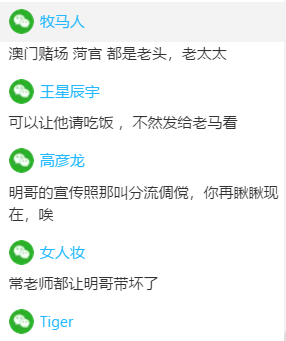 牧马人
澳门赌场 荷官 都是老头，老太太
王星辰宇
可以让他请吃饭 ，不然发给老马看
高彦龙
明哥的宣传照那叫分流倜傥，你再瞅瞅现
在，唉
女人妆
常老师都让明哥带坏了
Tiger